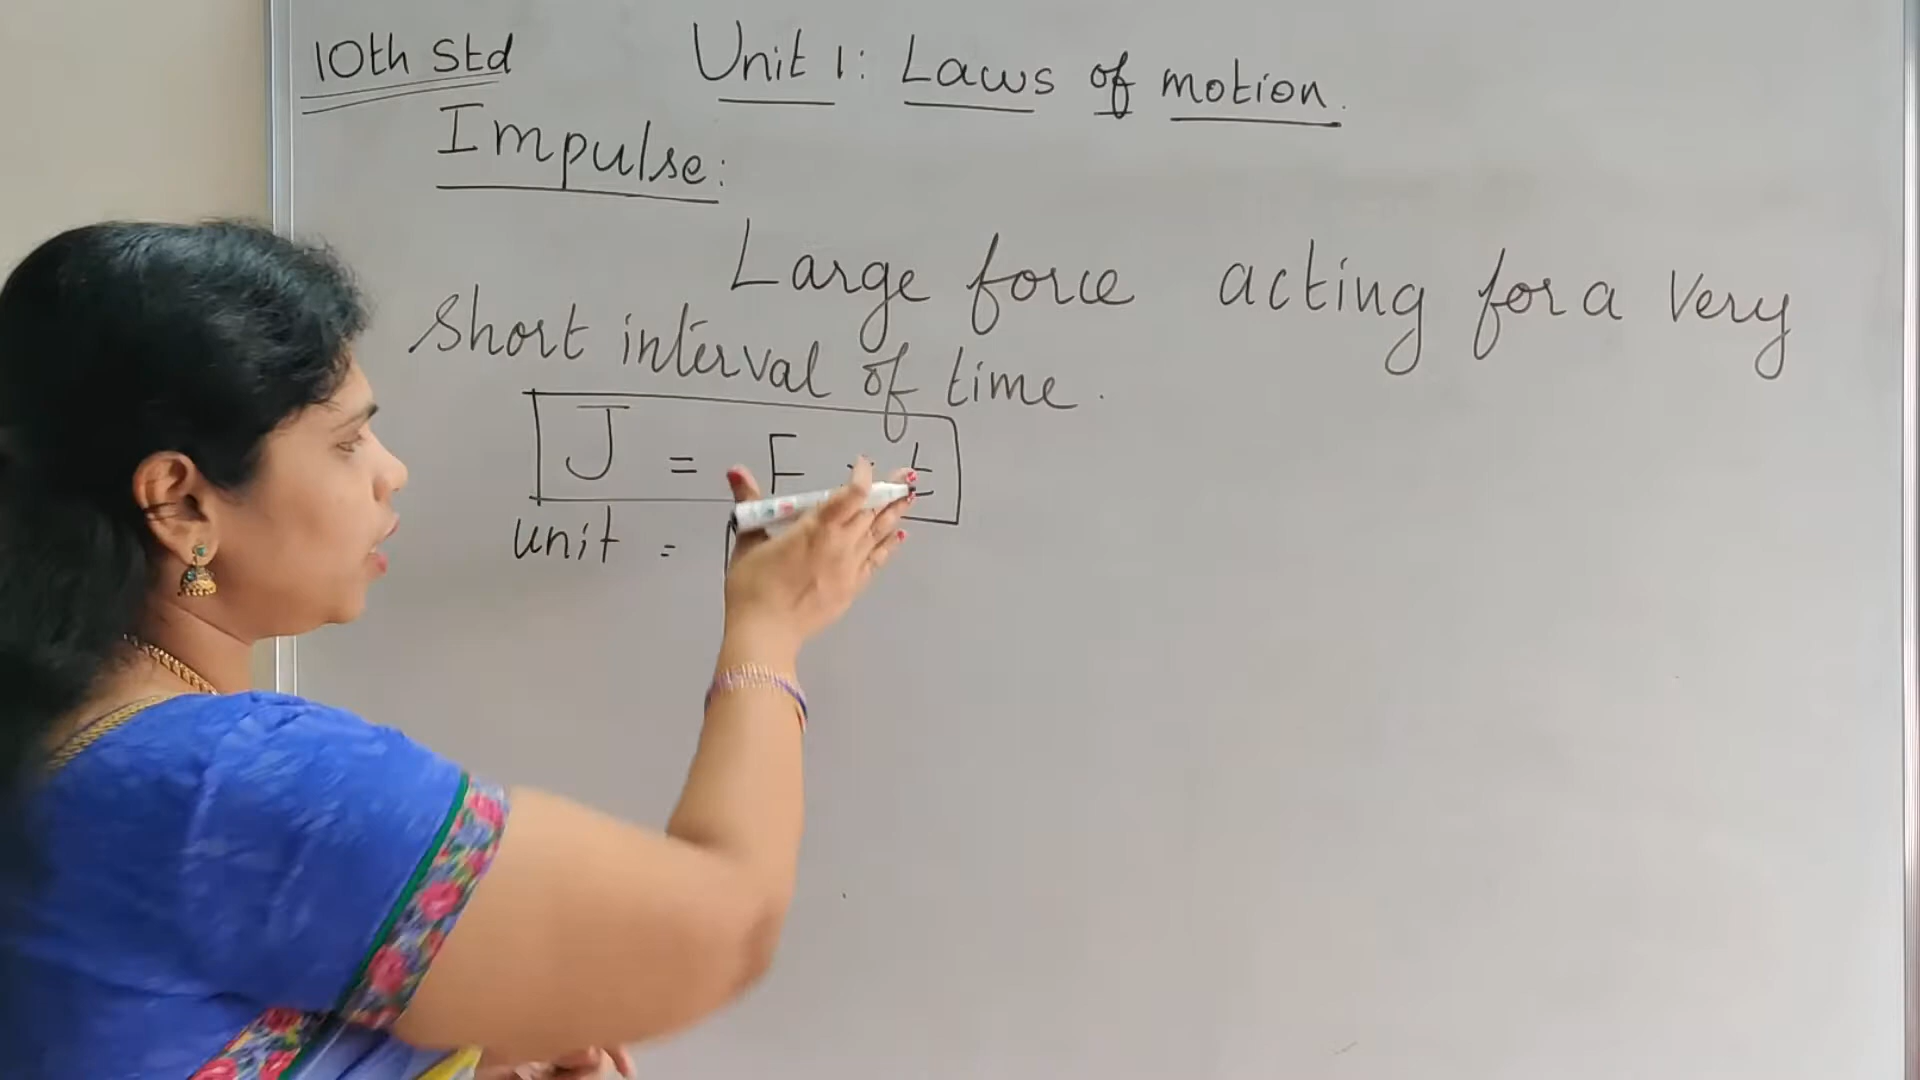 10th Std
Unit 1: Laws of motion.
Impulse:
Large force acting for a very
short interval of time.
J = F × t
unit =